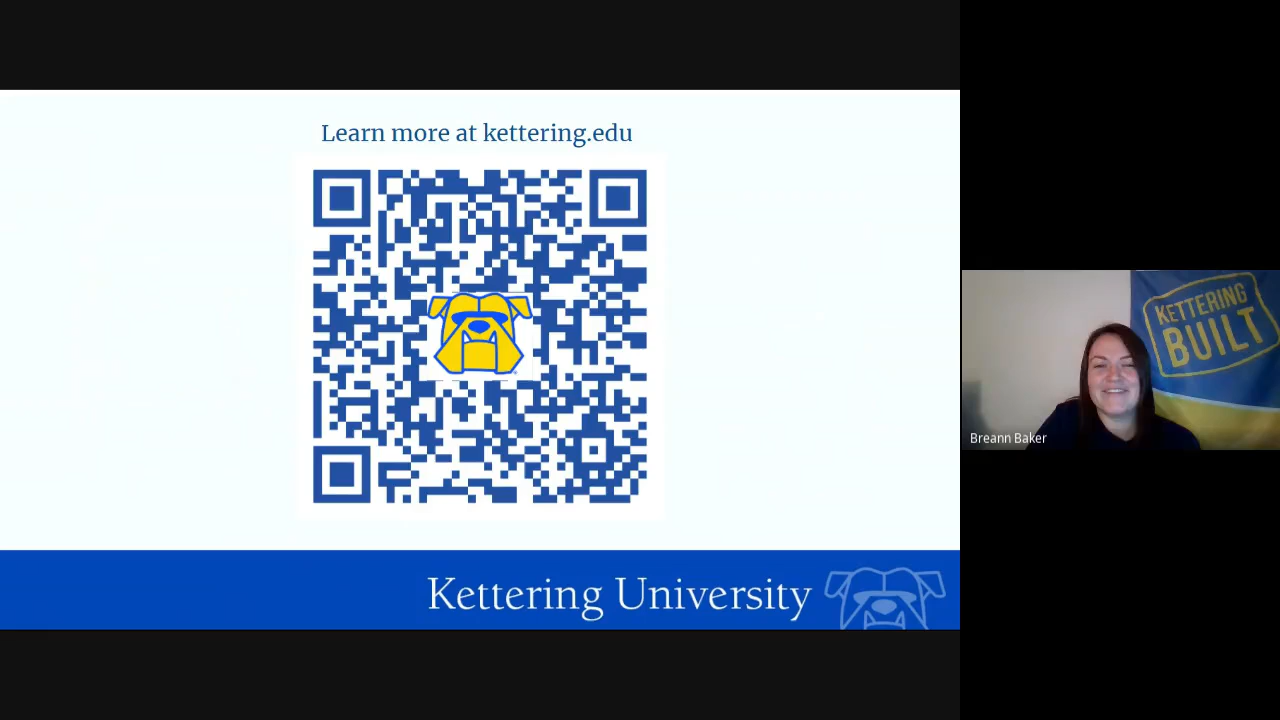 Learn more at kettering.edu
KETTERING
BUILT
Breann Baker
Kettering University